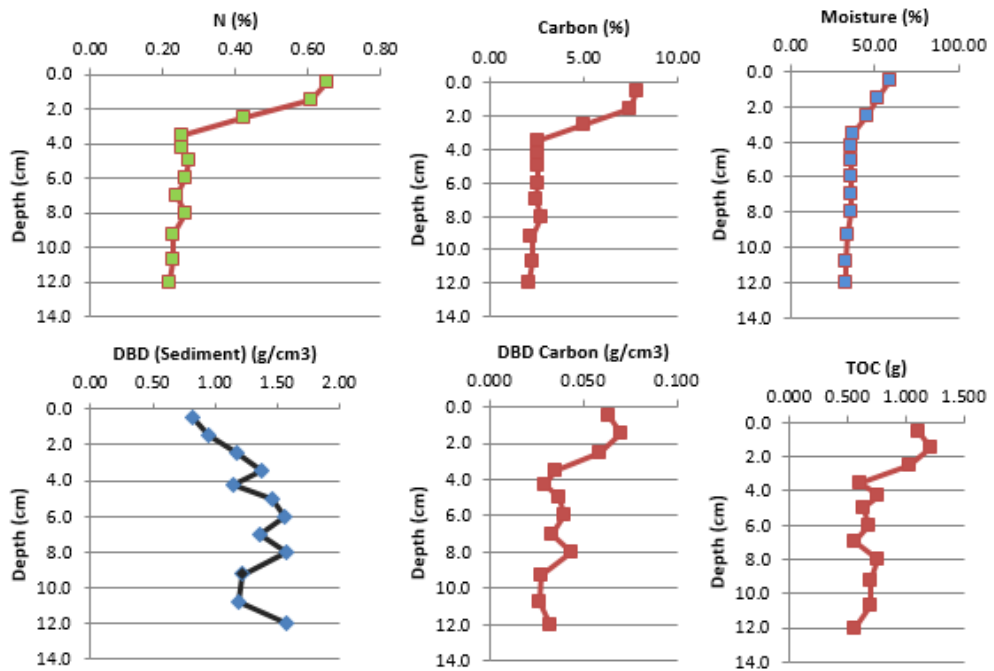 N (%)
0.00 0.20 0.40 0.60 0.80
0.0
2.0
4.0
6.0
8.0
10.0
12.0
14.0
Depth (cm)
Carbon (%)
0.00 5.00 10.00
0.0
2.0
4.0
6.0
8.0
10.0
12.0
14.0
Depth (cm)
Moisture (%)
0.00 50.00 100.00
0.0
2.0
4.0
6.0
8.0
10.0
12.0
14.0
Depth (cm)
DBD (Sediment) (g/cm3)
0.00 0.50 1.00 1.50 2.00
0.0
2.0
4.0
6.0
8.0
10.0
12.0
14.0
Depth (cm)
DBD Carbon (g/cm3)
0.000 0.050 0.100
0.0
2.0
4.0
6.0
8.0
10.0
12.0
14.0
Depth (cm)
TOC (g)
0.000 0.500 1.000 1.500
0.0
2.0
4.0
6.0
8.0
10.0
12.0
14.0
Depth (cm)